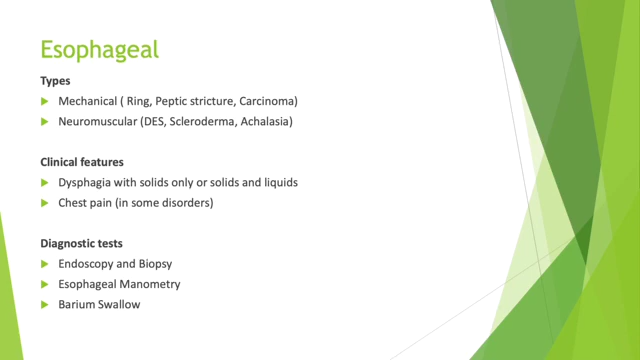 Esophageal
Types
Mechanical ( Ring, Peptic stricture, Carcinoma)
Neuromuscular (DES, Scleroderma, Achalasia)
Clinical features
Dysphagia with solids only or solids and liquids
Chest pain (in some disorders)
Diagnostic tests
Endoscopy and Biopsy
Esophageal Manometry
Barium Swallow